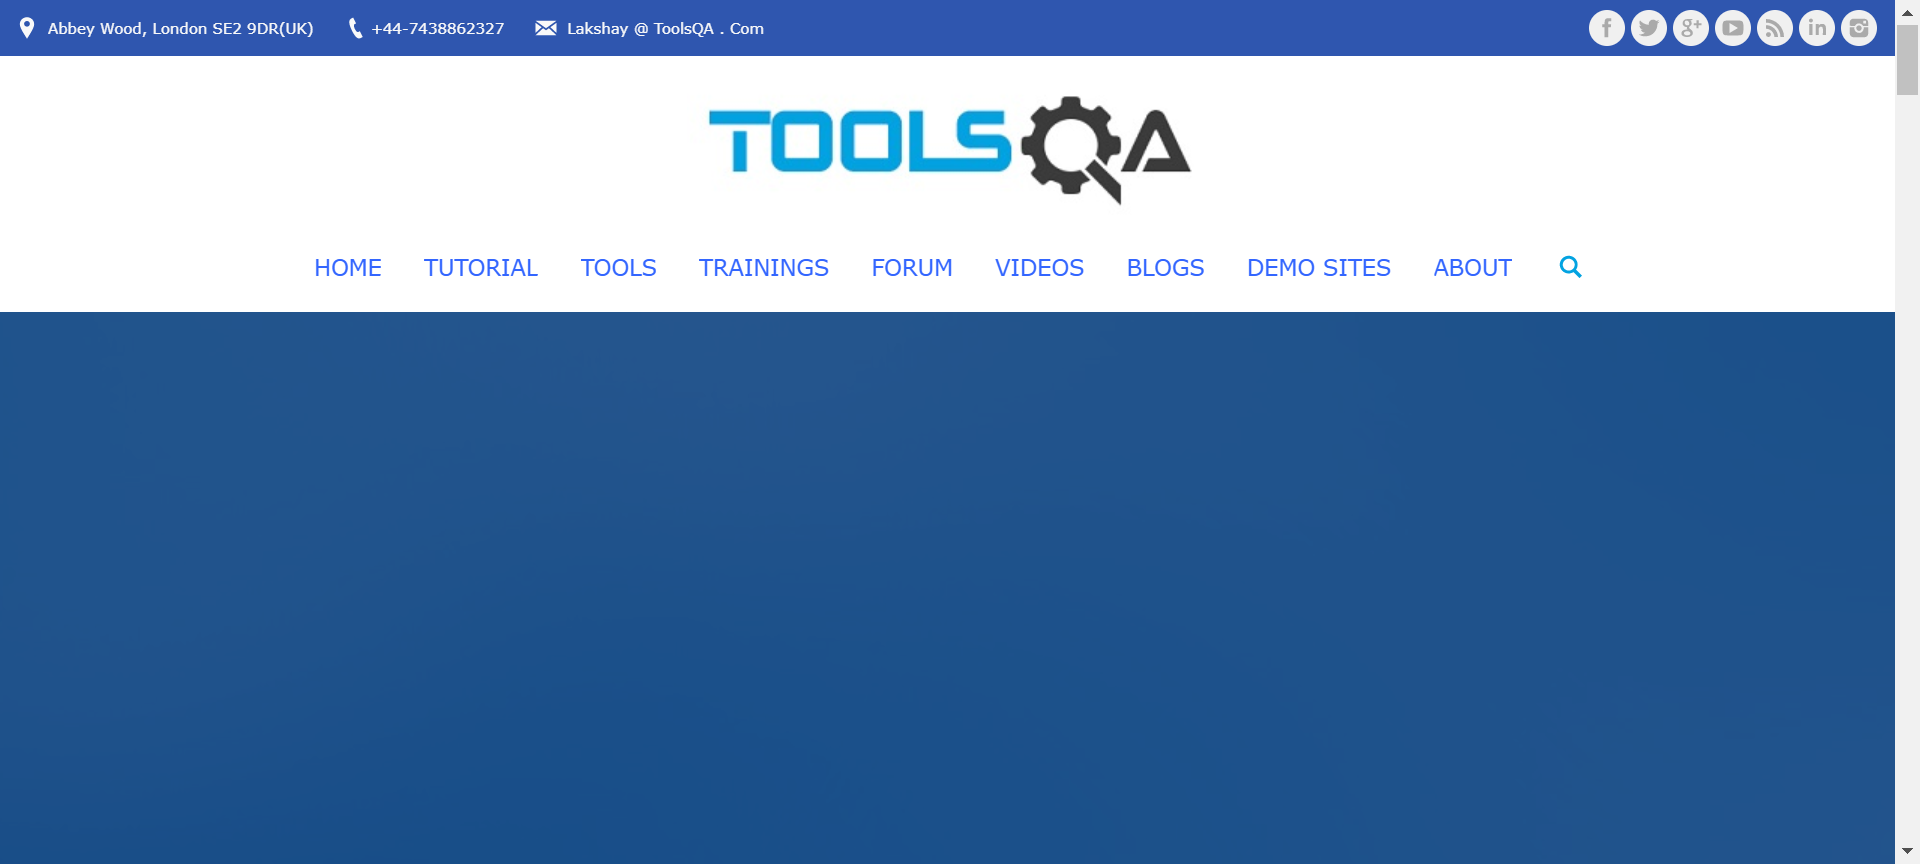 Abbey Wood, London SE2 9DR(UK) +44-7438862327 Lakshay @ ToolsQA . Com
TOOLSQA
HOME TUTORIAL TOOLS TRAININGS FORUM VIDEOS BLOGS DEMO SITES ABOUT